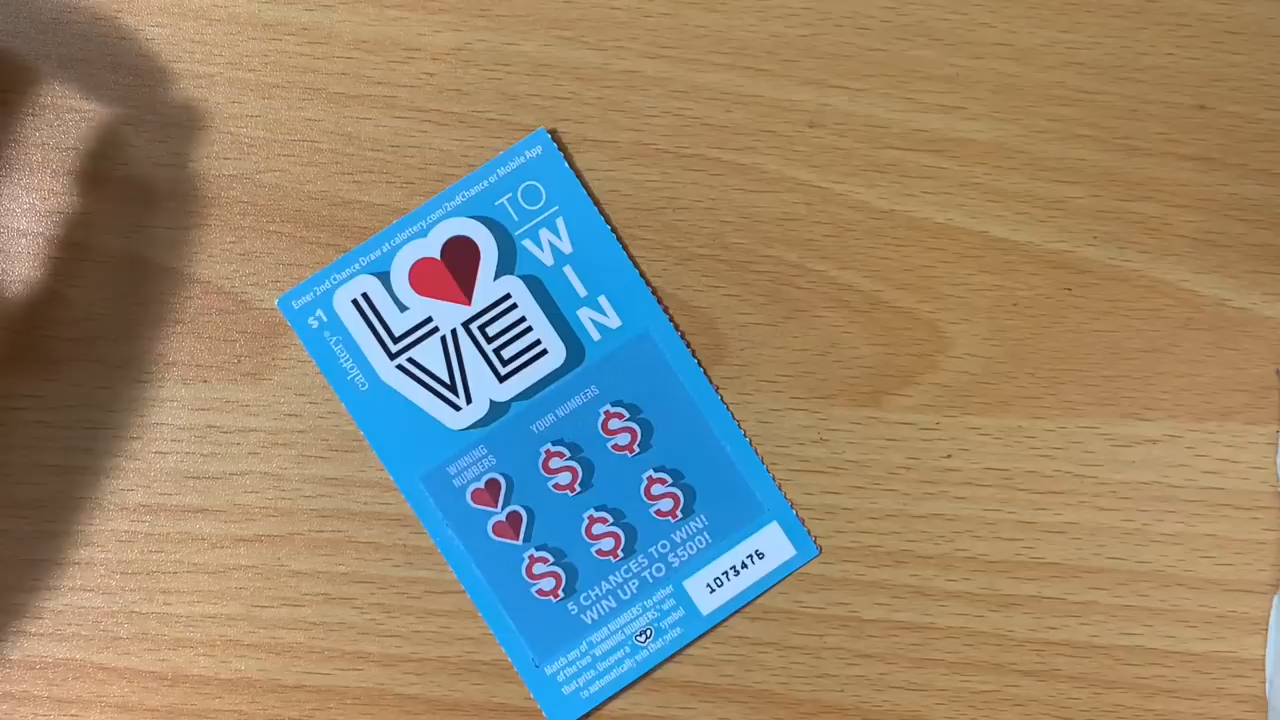 Enter 2nd Chance Draw at calottery.com/2ndChance or Mobile App
$1
calottery®
LOVE
TO
WIN
WINNING
NUMBERS
YOUR NUMBERS
$ $
$ $
$
5 CHANCES TO WIN!
WIN UP TO $500!
1073476
Match any of "YOUR NUMBERS" to either
of the two "WINNING NUMBERS," win
that prize. Uncover a " " symbol
to automatically win that prize.